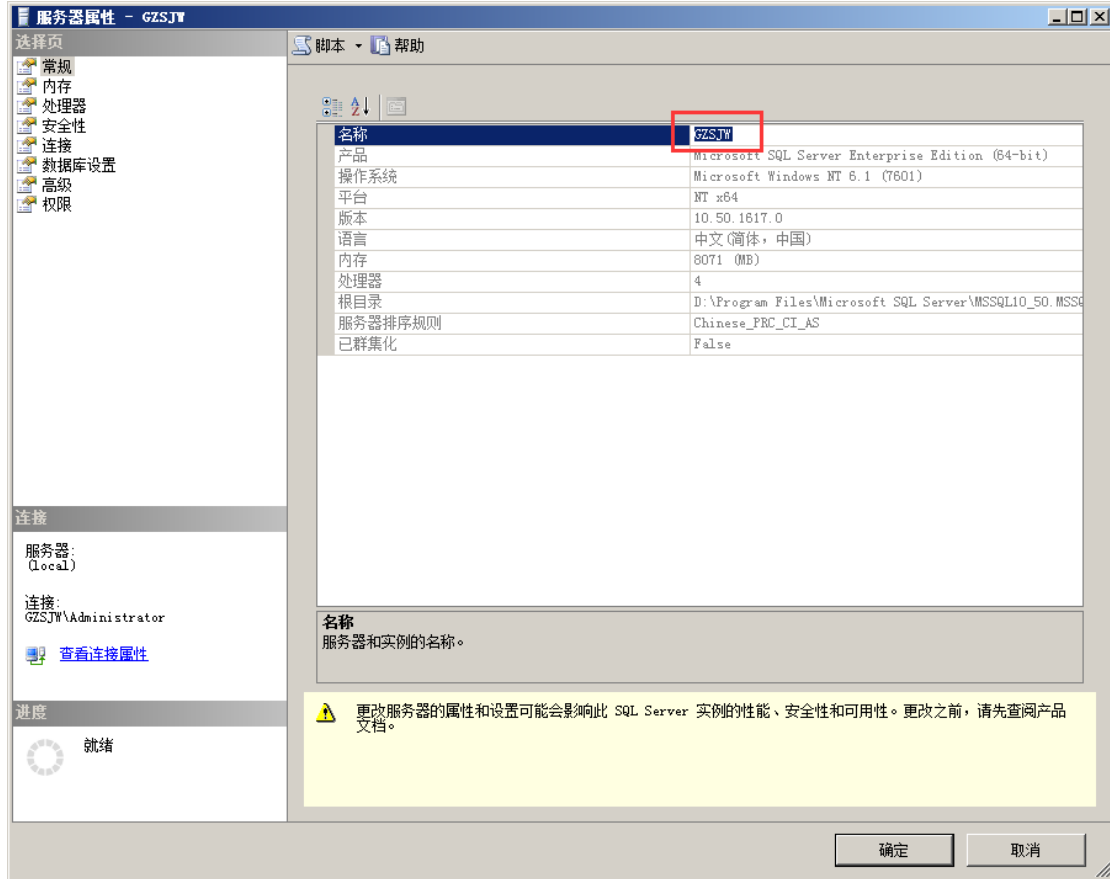 服务器属性 - GZSJW
选择页
常规
内存
处理器
安全性
连接
数据库设置
高级
权限
脚本 帮助
名称 GZSJW
产品 Microsoft SQL Server Enterprise Edition (64-bit)
操作系统 Microsoft Windows NT 6.1 (7601)
平台 NT x64
版本 10.50.1617.0
语言 中文(简体，中国)
内存 8071 (MB)
处理器 4
根目录 D:\Program Files\Microsoft SQL Server\MSSQL10_50.MSSQ
服务器排序规则 Chinese_PRC_CI_AS
已群集化 False
连接
服务器:
(local)
连接:
GZSJW\Administrator
查看连接属性
名称
服务器和实例的名称。
进度
就绪
更改服务器的属性和设置可能会影响此 SQL Server 实例的性能、安全性和可用性。更改之前，请先查阅产品
文档。
确定 取消